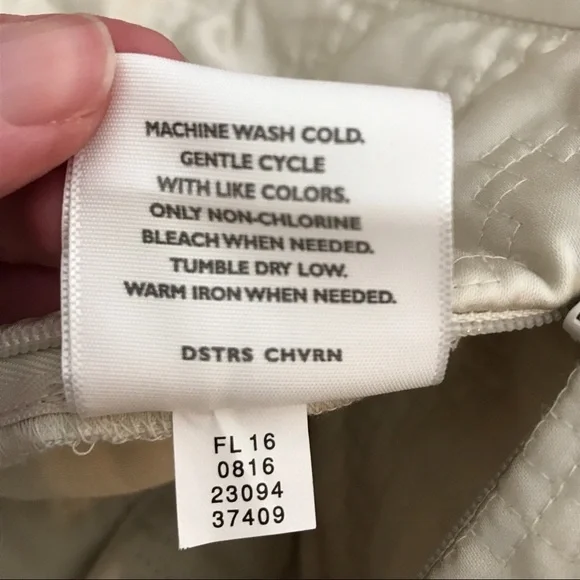 MACHINE WASH COLD.
GENTLE CYCLE
WITH LIKE COLORS.
ONLY NON-CHLORINE
BLEACH WHEN NEEDED.
TUMBLE DRY LOW.
WARM IRON WHEN NEEDED.
DSTRS CHVRN
FL 16
0816
23094
37409